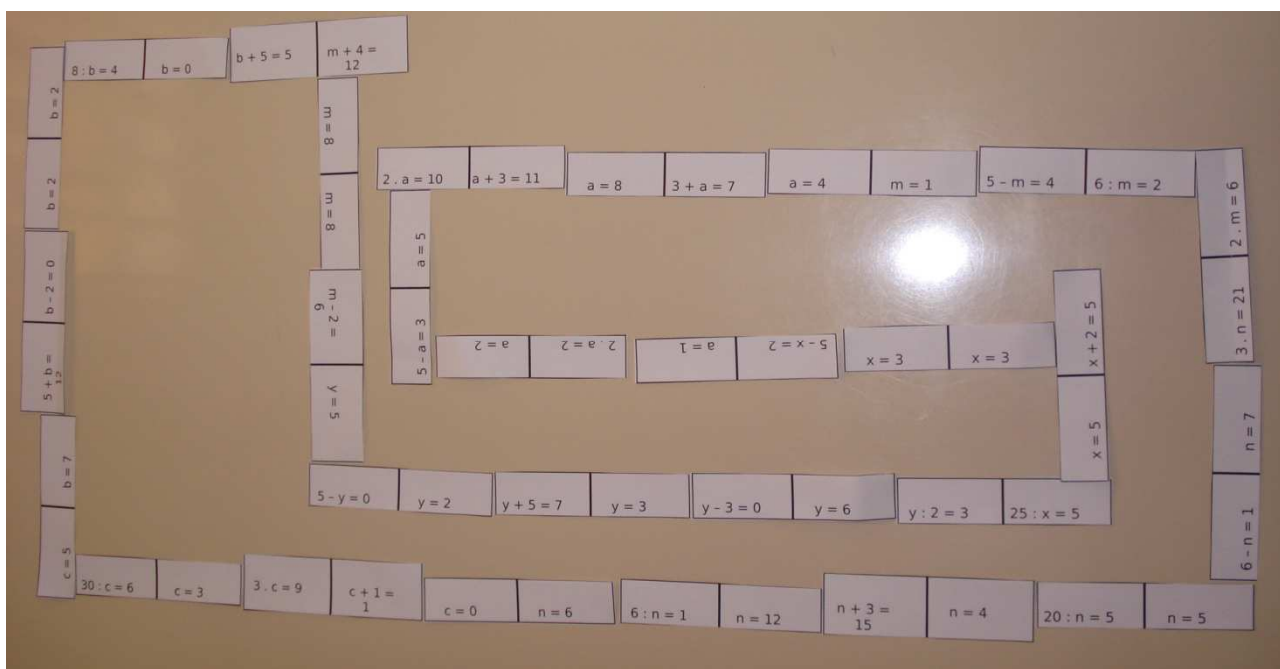 8 : b = 4
b = 0
b + 5 = 5
m + 4 =
12
m = 8
m = 8
m - 2 =
6
y = 5
5 - y = 0
y = 2
y + 5 = 7
y = 3
y - 3 = 0
y = 6
y : 2 = 3
25 : x = 5
x = 5
x + 2 = 5
x = 3
x = 3
5 - x = 2
a = 1
2 . a = 2
a = 2
5 - a = 3
a = 5
2 . a = 10
a + 3 = 11
a = 8
3 + a = 7
a = 4
m = 1
5 - m = 4
6 : m = 2
2 . m = 6
3 . n = 21
n = 7
6 - n = 1
n = 5
20 : n = 5
n = 4
n + 3 =
15
n = 12
6 : n = 1
n = 6
c = 0
c + 1 =
1
3 . c = 9
c = 3
30 : c = 6
c = 5
b = 7
5 + b =
12
b - 2 = 0
b = 2
b = 2